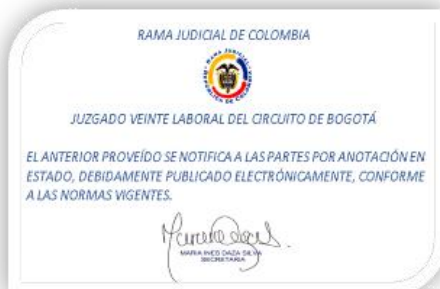 RAMA JUDICIAL DE COLOMBIA
JUZGADO VEINTE LABORAL DEL CIRCUITO DE BOGOTÁ
EL ANTERIOR PROVEÍDO SE NOTIFICA A LAS PARTES POR ANOTACIÓN EN
ESTADO, DEBIDAMENTE PUBLICADO ELECTRÓNICAMENTE, CONFORME
A LAS NORMAS VIGENTES.
MARIA INES DAZA SILVA
SECRETARIA